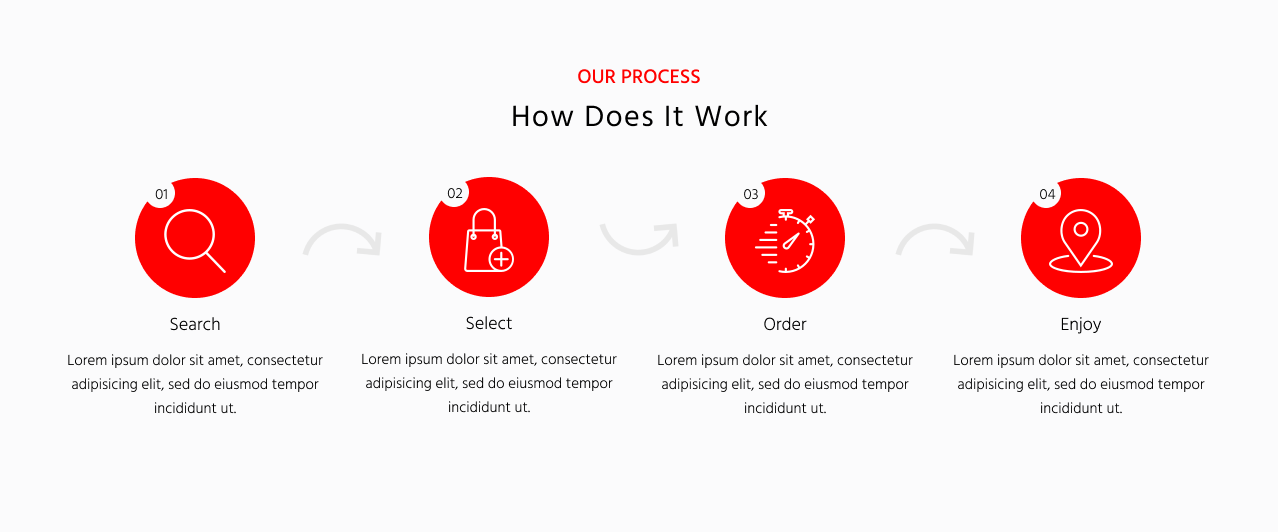 OUR PROCESS
How Does It Work
01
Search
Lorem ipsum dolor sit amet, consectetur
adipisicing elit, sed do eiusmod tempor
incididunt ut.
02
Select
Lorem ipsum dolor sit amet, consectetur
adipisicing elit, sed do eiusmod tempor
incididunt ut.
03
Order
Lorem ipsum dolor sit amet, consectetur
adipisicing elit, sed do eiusmod tempor
incididunt ut.
04
Enjoy
Lorem ipsum dolor sit amet, consectetur
adipisicing elit, sed do eiusmod tempor
incididunt ut.